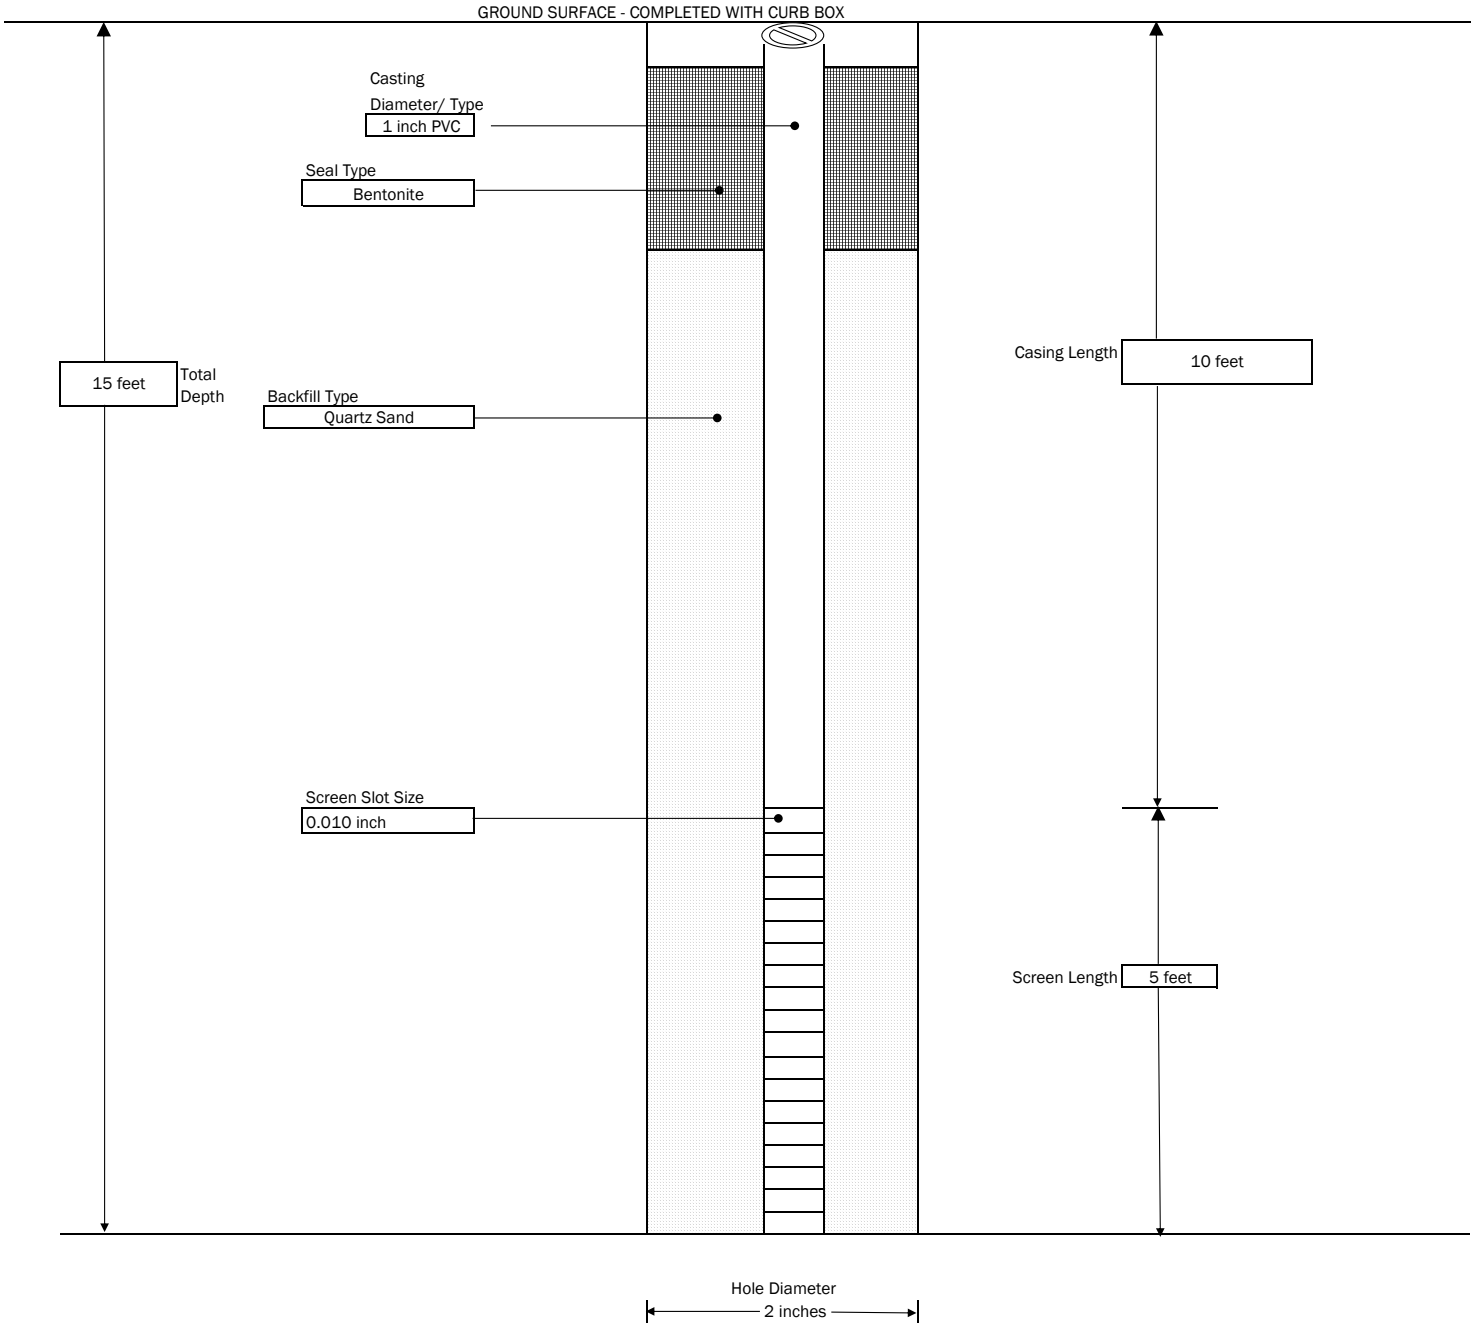 GROUND SURFACE - COMPLETED WITH CURB BOX
Casting
Diameter/ Type
1 inch PVC
Seal Type
Bentonite
Casing Length
10 feet
15 feet
Total
Depth
Backfill Type
Quartz Sand
Screen Slot Size
0.010 inch
Screen Length
5 feet
Hole Diameter
2 inches